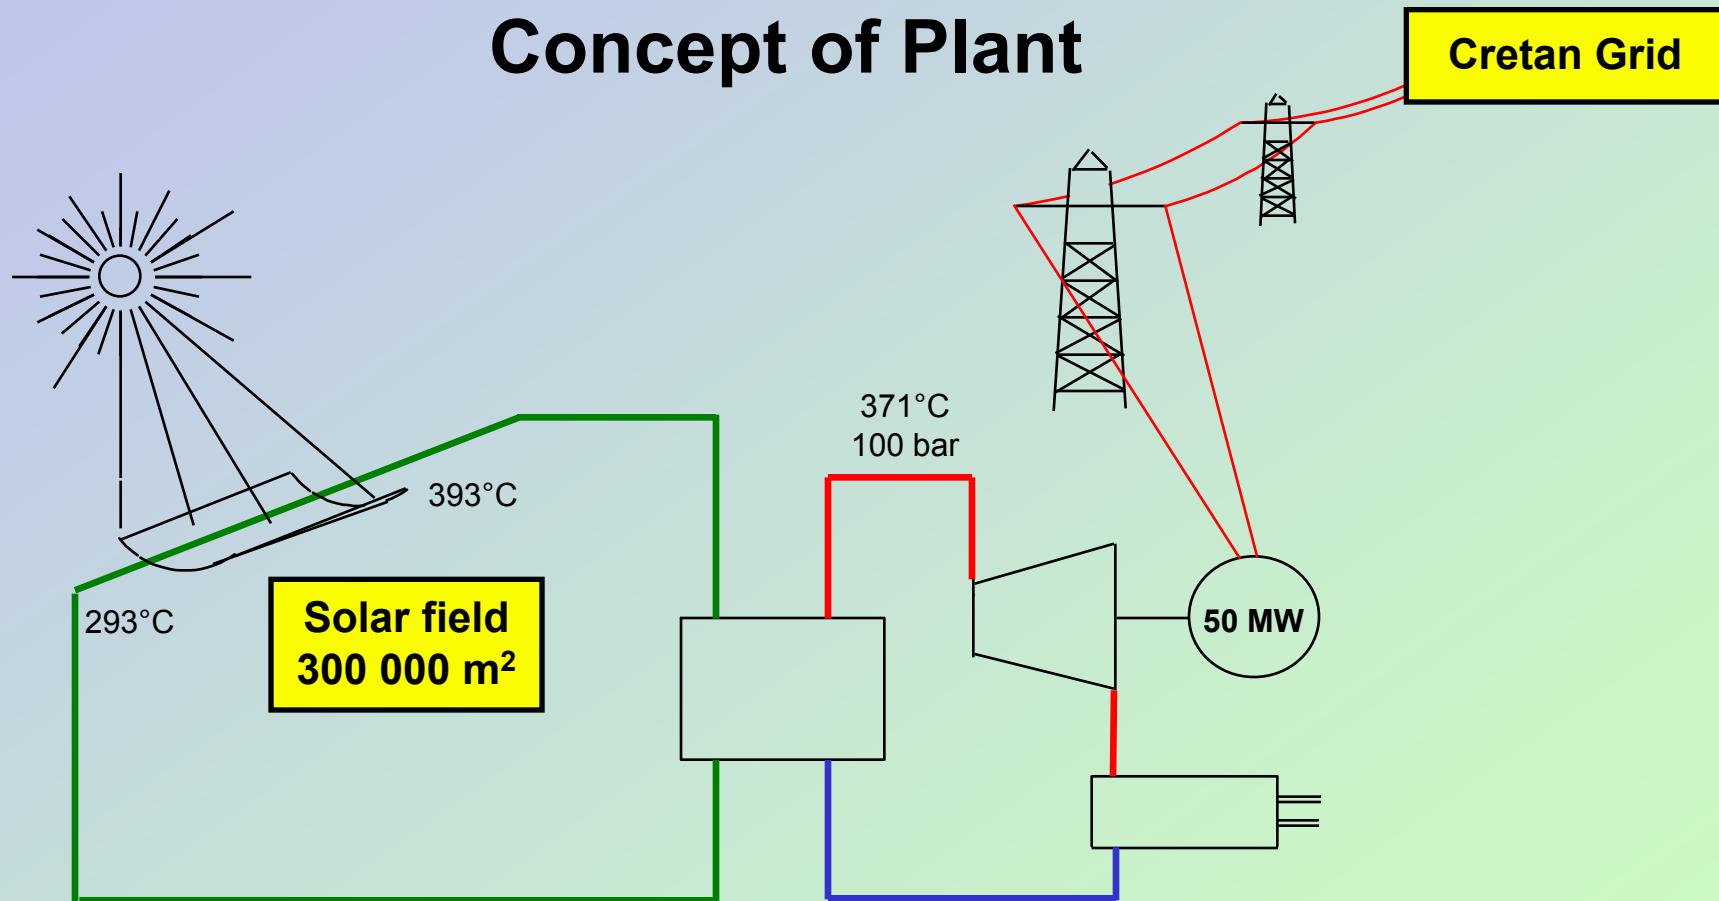 Concept of Plant
Cretan Grid
371°C
100 bar
393°C
293°C
Solar field
300 000 m²
50 MW